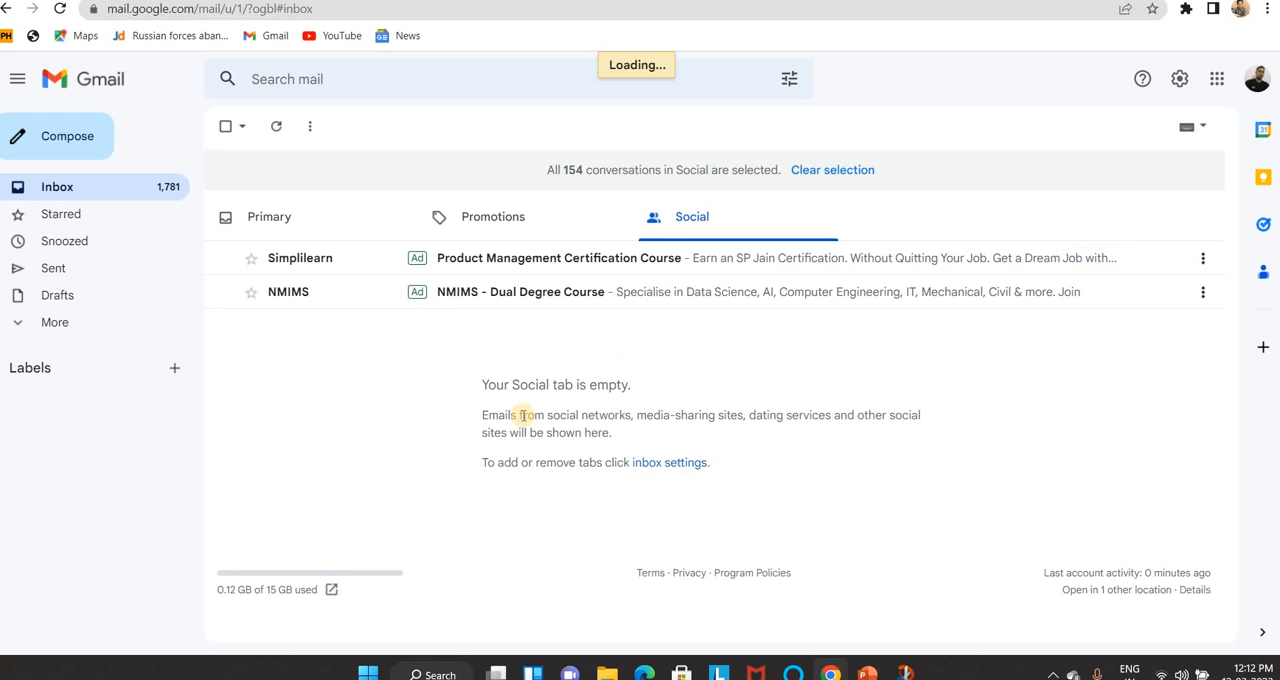 mail.google.com/mail/u/1/?ogbl#inbox
PH Maps Jd Russian forces aban... Gmail YouTube News
Loading...
Gmail Search mail
Compose
All 154 conversations in Social are selected. Clear selection
Inbox 1,781
Starred
Snoozed
Sent
Drafts
More
Labels
Primary Promotions Social
Simplilearn Ad Product Management Certification Course - Earn an SP Jain Certification. Without Quitting Your Job. Get a Dream Job with...
NMIMS Ad NMIMS - Dual Degree Course - Specialise in Data Science, AI, Computer Engineering, IT, Mechanical, Civil & more. Join
Your Social tab is empty.
Emails from social networks, media-sharing sites, dating services and other social
sites will be shown here.
To add or remove tabs click inbox settings.
0.12 GB of 15 GB used
Terms · Privacy · Program Policies
Last account activity: 0 minutes ago
Open in 1 other location · Details
31
Search
ENG
12:12 PM